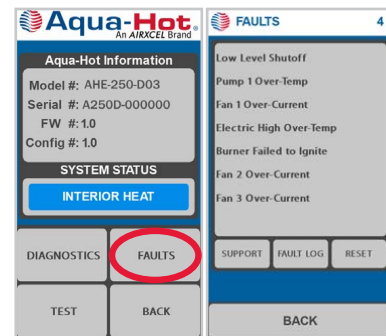 Aqua-Hot.
An AIRXCEL Brand
Aqua-Hot Information
Model #: AHE-250-D03
Serial #: A250D-000000
FW #: 1.0
Config #: 1.0
SYSTEM STATUS
INTERIOR HEAT
DIAGNOSTICS
FAULTS
TEST
BACK
FAULTS 4
Low Level Shutoff
Pump 1 Over-Temp
Fan 1 Over-Current
Electric High Over-Temp
Burner Failed to Ignite
Fan 2 Over-Current
Fan 3 Over-Current
SUPPORT
FAULT LOG
RESET
BACK